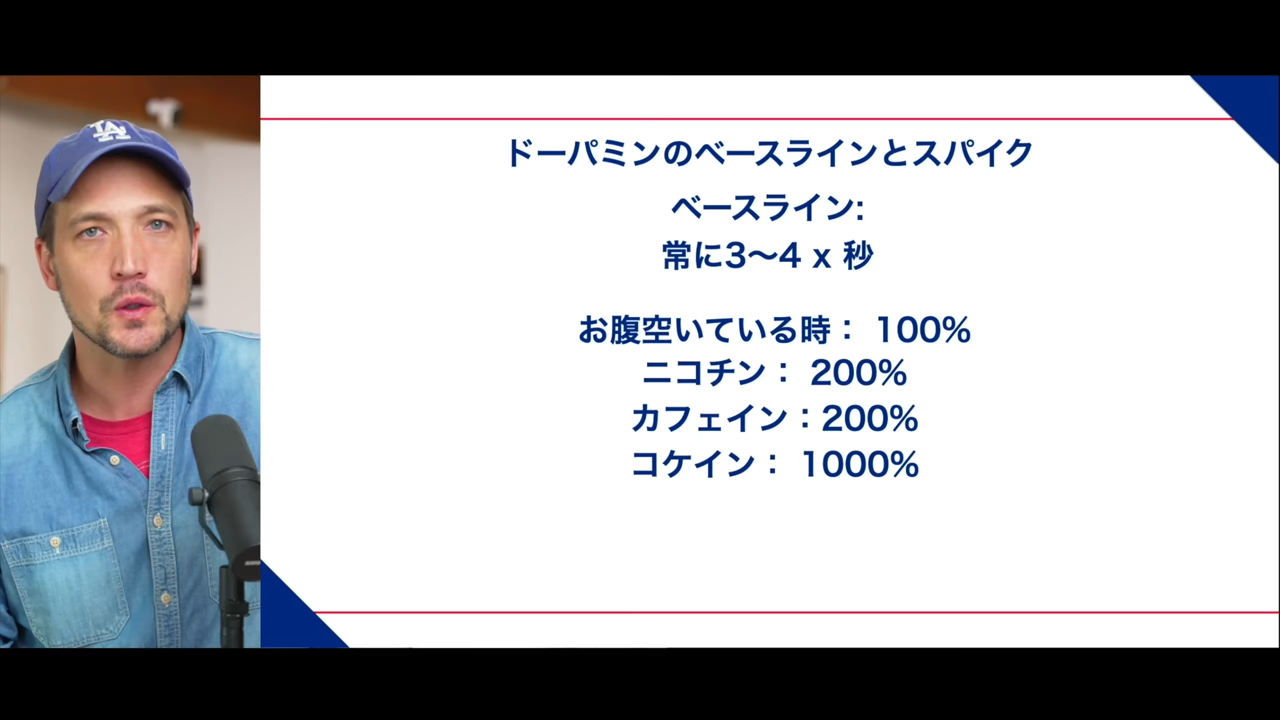 LA
ドーパミンのベースラインとスパイク
ベースライン:
常に3〜4 x 秒
お腹空いている時： 100%
ニコチン： 200%
カフェイン：200%
コケイン： 1000%